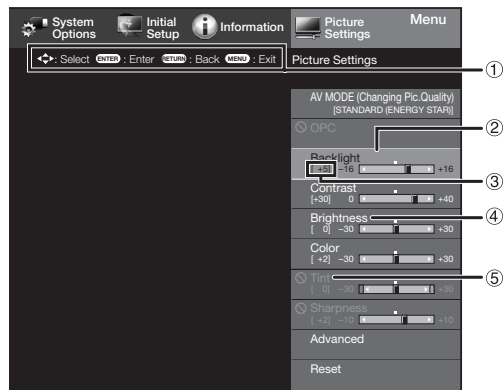 System Options
Initial Setup
Information
Picture Settings
Menu
: Select ENTER : Enter RETURN : Back MENU : Exit
Picture Settings
①
AV MODE (Changing Pic.Quality)
[STANDARD (ENERGY STAR)]
②
OPC
Backlight
[ +5] –16 +16
③
Contrast
[+30] 0 +40
Brightness
④
[ 0] –30 +30
Color
[ +2] –30 +30
Tint
⑤
[ 0] –30 +30
Sharpness
[ +2] –10 +10
Advanced
Reset